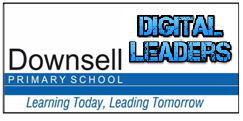 DIGITAL
LEADERS
Downsell
PRIMARY SCHOOL
Learning Today, Leading Tomorrow